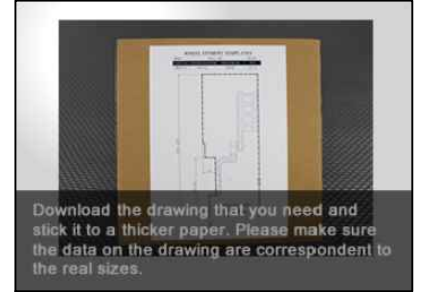 Download the drawing that you need and
stick it to a thicker paper. Please make sure
the data on the drawing are correspondent to
the real sizes.